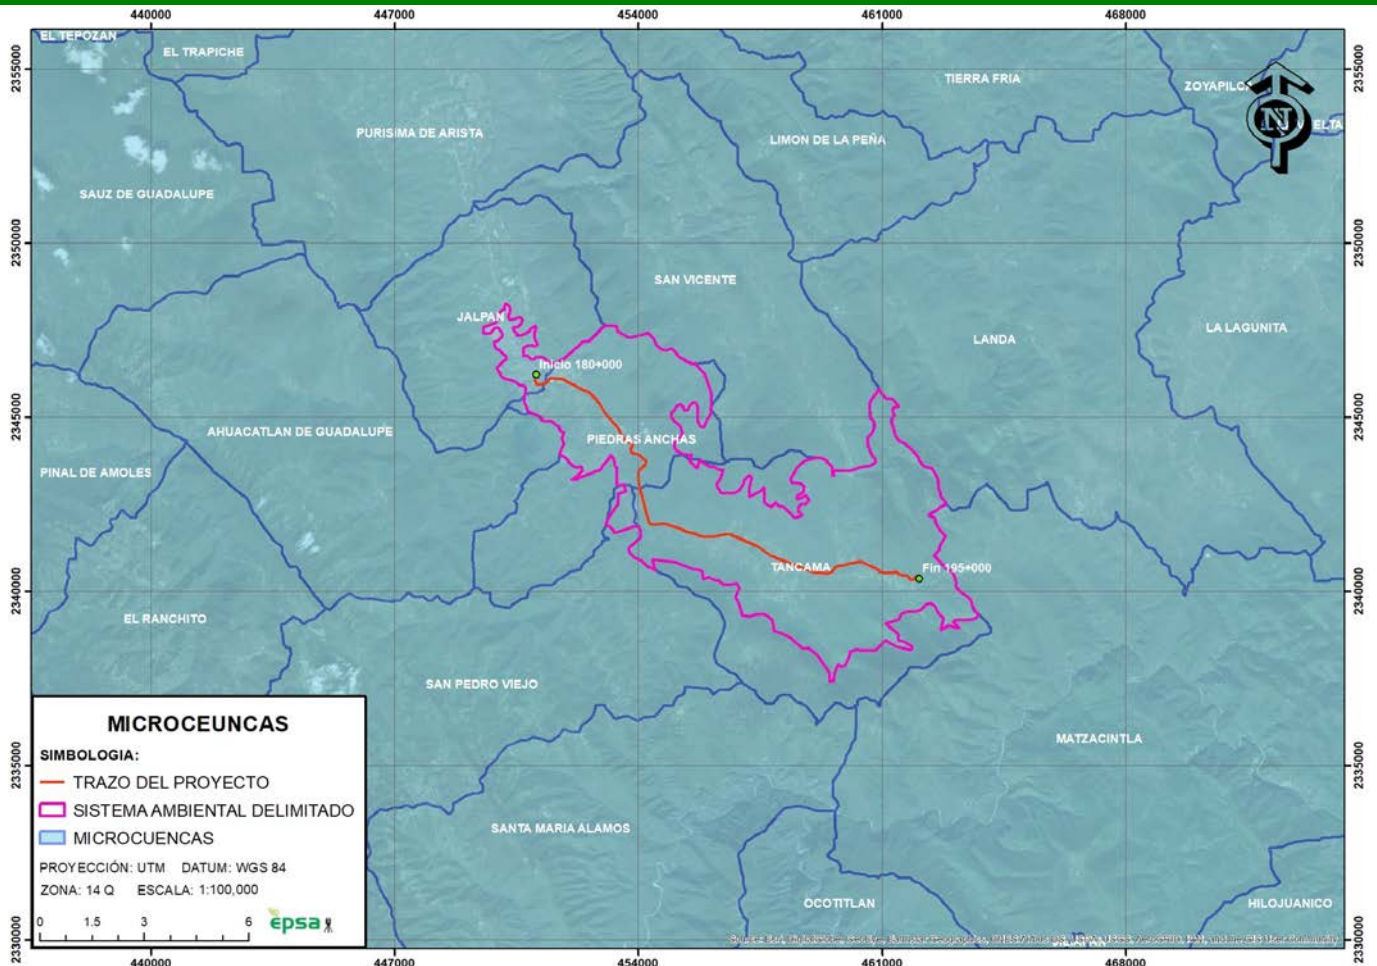 440000 447000 454000 461000 468000
EL TEPOZAN
EL TRAPICHE
2355000 2355000
TIERRA FRIA
PURISIMA DE ARISTA
LIMON DE LA PEÑA
N
SAUZ DE GUADALUPE
2350000 2350000
SAN VICENTE
JALPAN
LA LAGUNITA
LANDA
Inicio 180+000
2345000 2345000
AHUACATLAN DE GUADALUPE
PIEDRAS ANCHAS
PINAL DE AMOLES
TANCAMA
Fin 195+000
2340000 2340000
EL RANCHITO
SAN PEDRO VIEJO
MATZACINTLA
2335000 2335000
SANTA MARIA ALAMOS
OCOTITLAN
HILOJUANICO
2330000 2330000
MICROCEUNCAS
SIMBOLOGIA:
TRAZO DEL PROYECTO
SISTEMA AMBIENTAL DELIMITADO
MICROCUENCAS
PROYECCIÓN: UTM DATUM: WGS 84
ZONA: 14 Q ESCALA: 1:100,000
0 1.5 3 6
epsa
440000 447000 454000 461000 468000